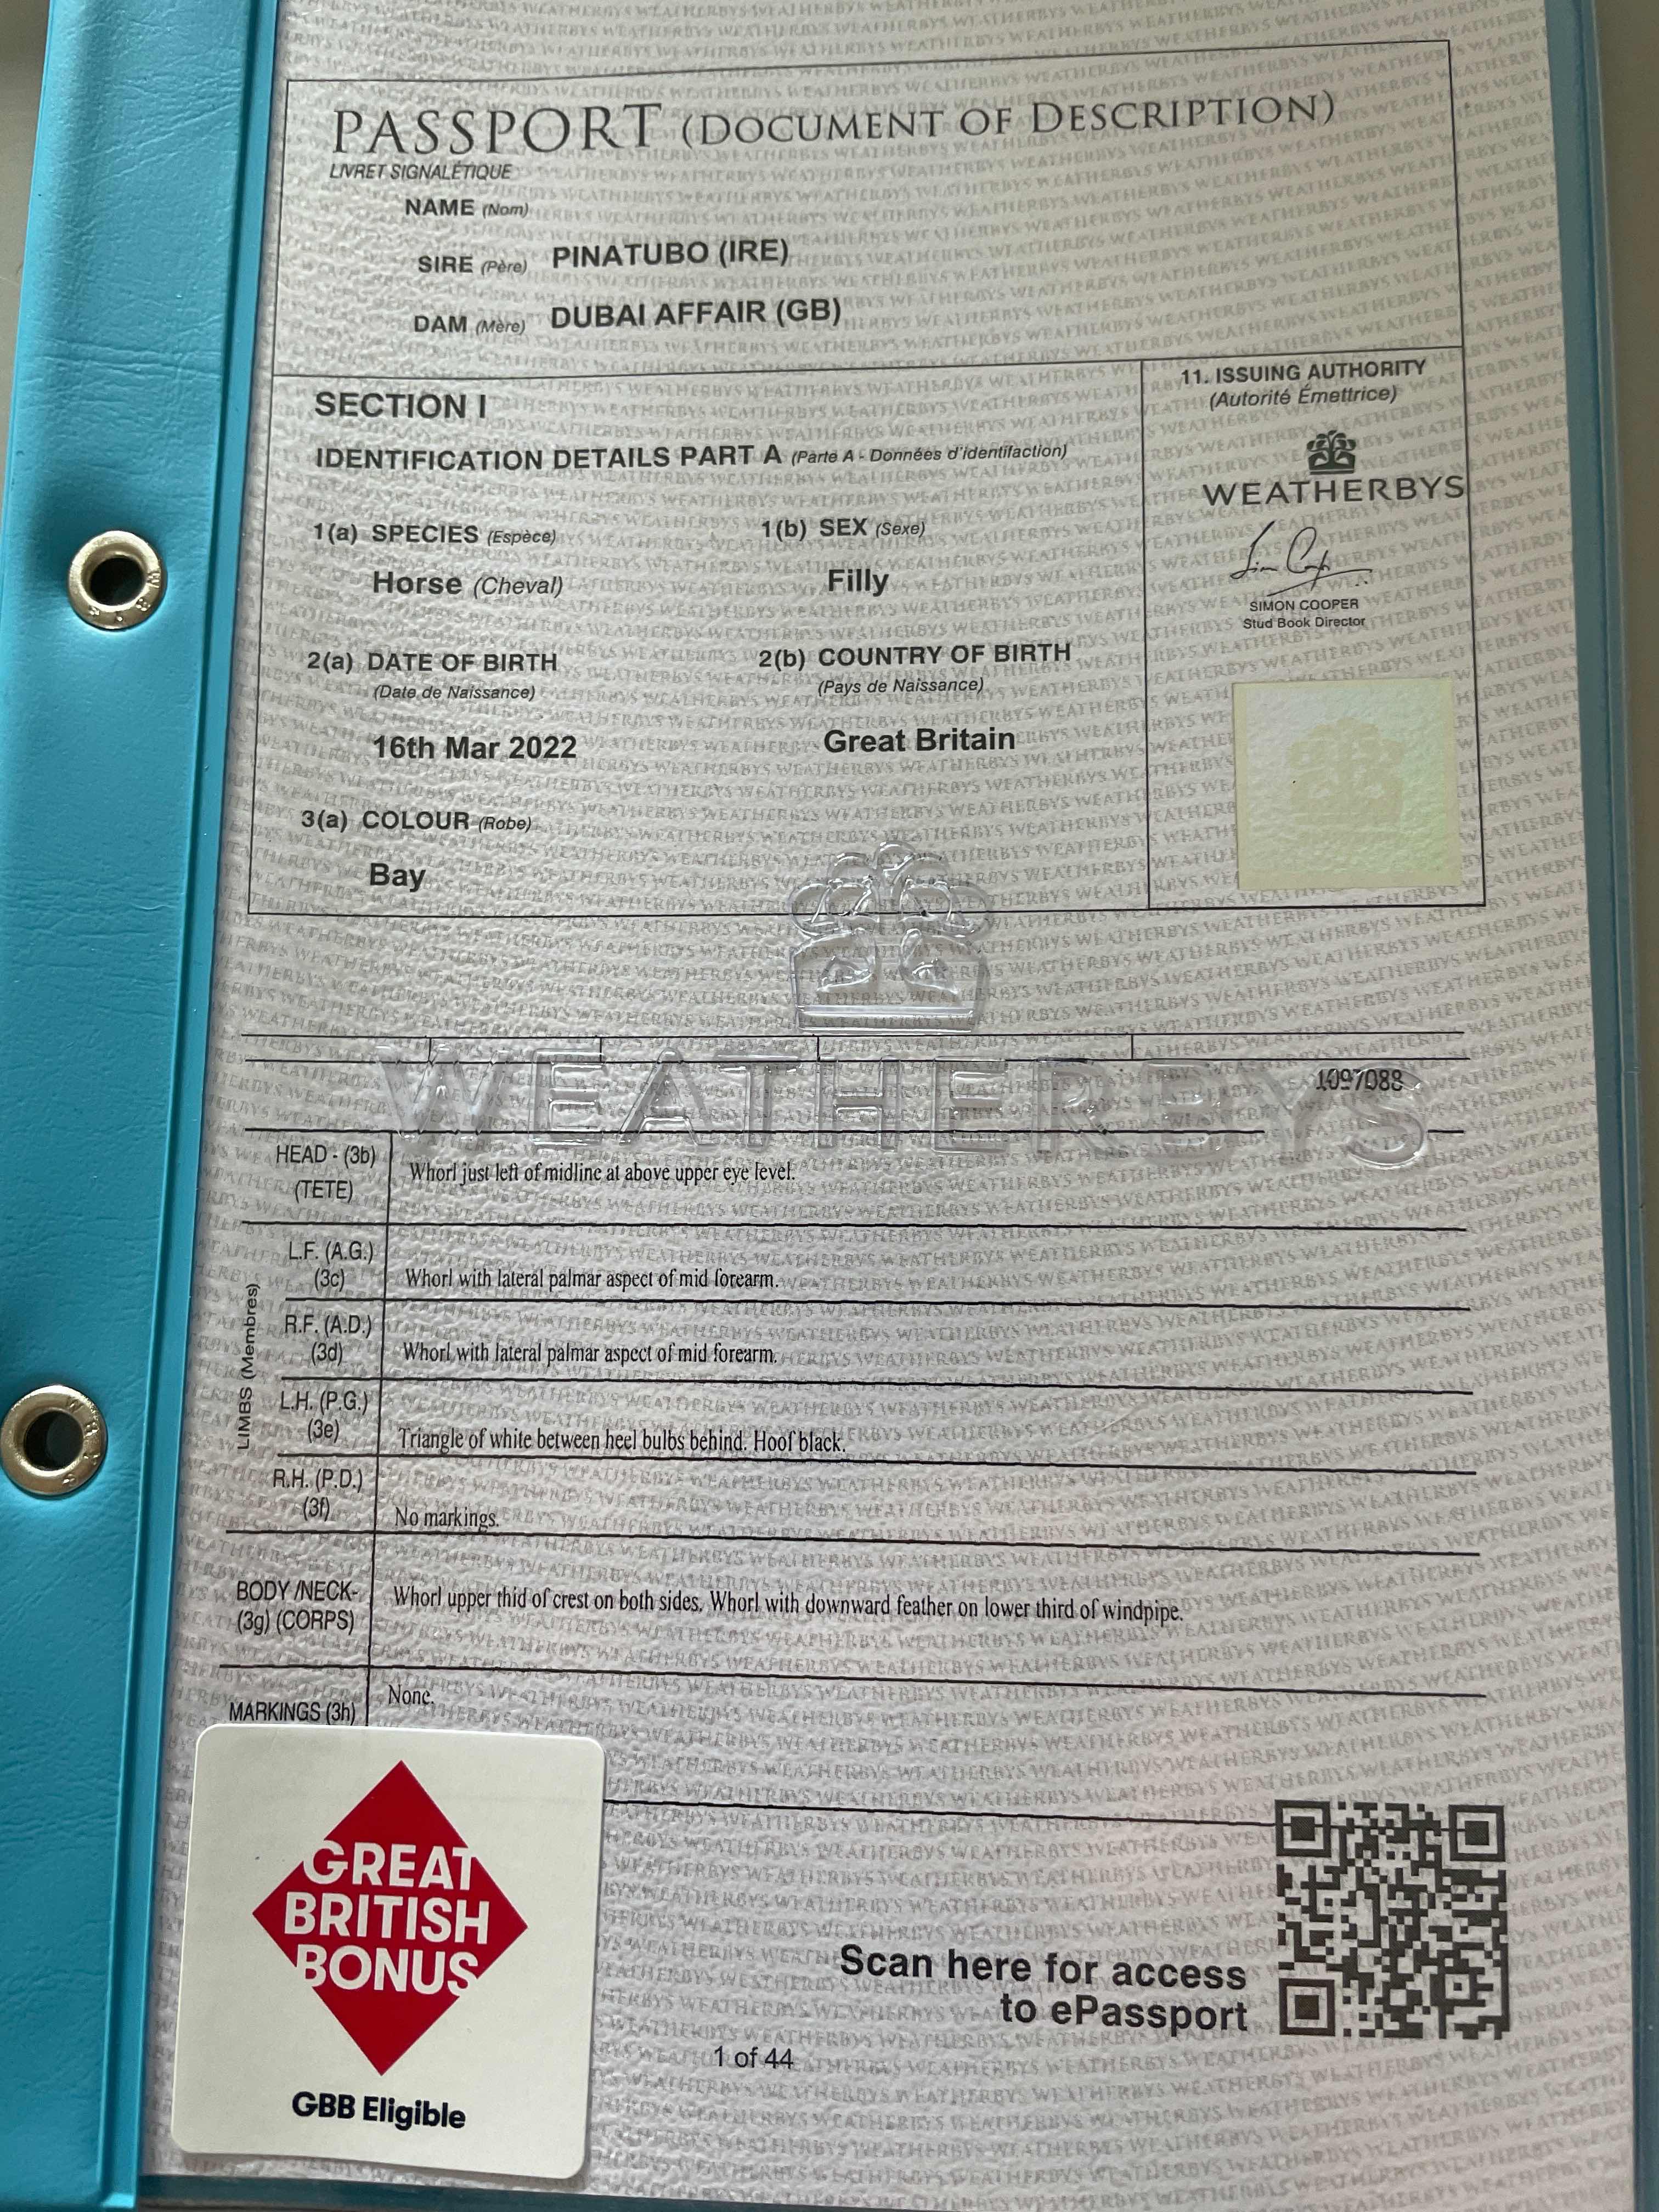 PASSPORT (DOCUMENT OF DESCRIPTION)
LIVRET SIGNALÉTIQUE
NAME (Nom)
SIRE (Père) PINATUBO (IRE)
DAM (Mère) DUBAI AFFAIR (GB)
SECTION I
IDENTIFICATION DETAILS PART A (Parte A - Données d'identifaction)
1(a) SPECIES (Espèce) 1(b) SEX (Sexe)
Horse (Cheval) Filly
2(a) DATE OF BIRTH 2(b) COUNTRY OF BIRTH
(Date de Naissance) (Pays de Naissance)
16th Mar 2022 Great Britain
3(a) COLOUR (Robe)
Bay
11. ISSUING AUTHORITY
(Autorité Émettrice)
WEATHERBYS
SIMON COOPER
Stud Book Director
WEATHERBYS
1097088
HEAD - (3b)
(TETE)
Whorl just left of midline at above upper eye level.
LIMBS (Membres)
L.F. (A.G.)
(3c)
Whorl with lateral palmar aspect of mid forearm.
R.F. (A.D.)
(3d)
Whorl with lateral palmar aspect of mid forearm.
L.H. (P.G.)
(3e)
Triangle of white between heel bulbs behind. Hoof black.
R.H. (P.D.)
(3f)
No markings.
BODY /NECK-
(3g) (CORPS)
Whorl upper thid of crest on both sides. Whorl with downward feather on lower third of windpipe.
MARKINGS (3h)
None.
GREAT
BRITISH
BONUS
GBB Eligible
Scan here for access
to ePassport
1 of 44